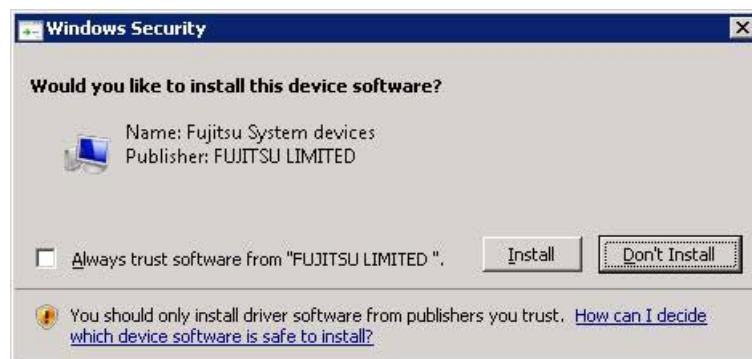 Windows Security
Would you like to install this device software?
Name: Fujitsu System devices
Publisher: FUJITSU LIMITED
Always trust software from "FUJITSU LIMITED ".
Install
Don't Install
You should only install driver software from publishers you trust. How can I decide
which device software is safe to install?